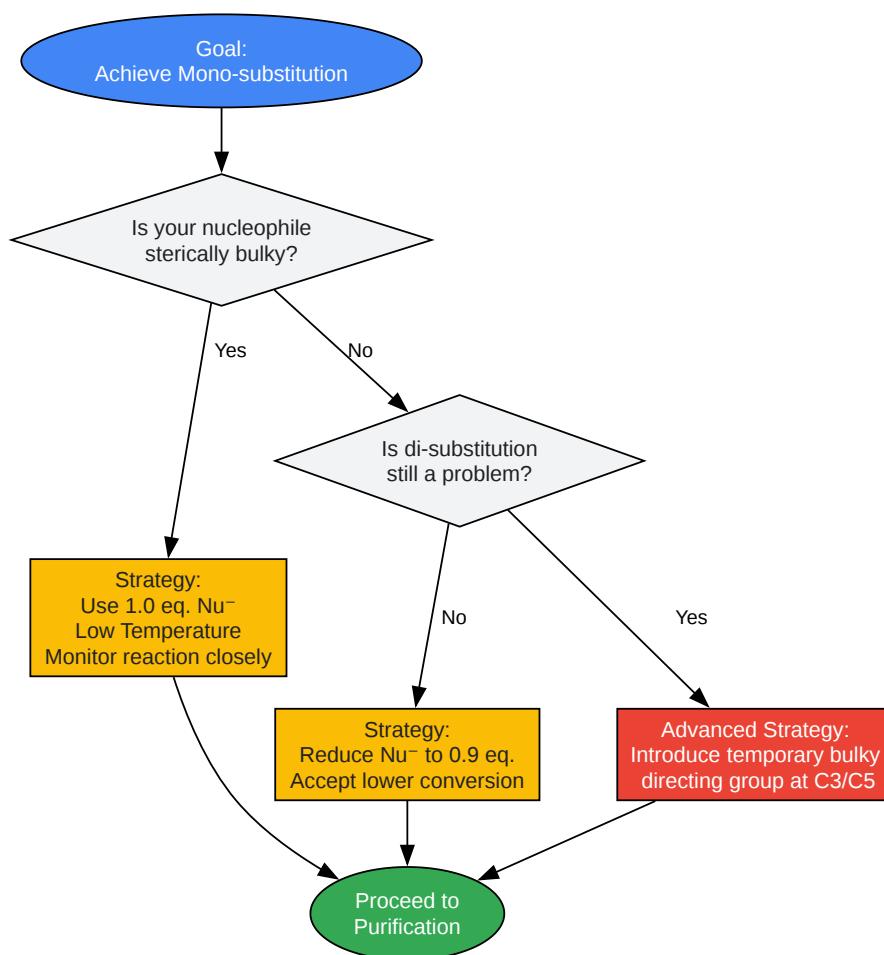 Goal:
Achieve Mono-substitution
Is your nucleophile
sterically bulky?
Yes
No
Is di-substitution
still a problem?
Strategy:
Use 1.0 eq. Nu⁻
Low Temperature
Monitor reaction closely
No
Yes
Strategy:
Reduce Nu⁻ to 0.9 eq.
Accept lower conversion
Advanced Strategy:
Introduce temporary bulky
directing group at C3/C5
Proceed to
Purification